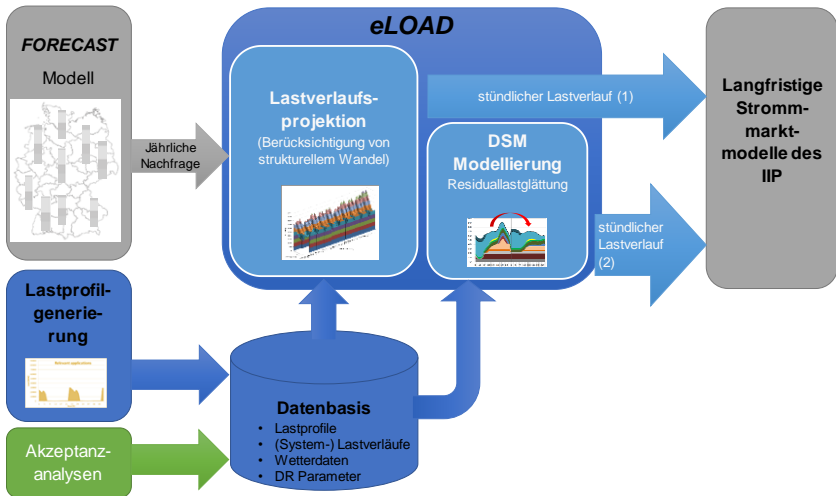 eLOAD
FORECAST
Modell
Jährliche
Nachfrage
Lastverlaufs-
projektion
(Berücksichtigung von
strukturellem Wandel)
stündlicher Lastverlauf (1)
DSM
Modellierung
Residuallastglättung
stündlicher
Lastverlauf
(2)
Langfristige
Stromm-
markt-
modelle des
IIP
Lastprofil-
generie-
rung
Akzeptanz-
analysen
Datenbasis
• Lastprofile
• (System-) Lastverläufe
• Wetterdaten
• DR Parameter